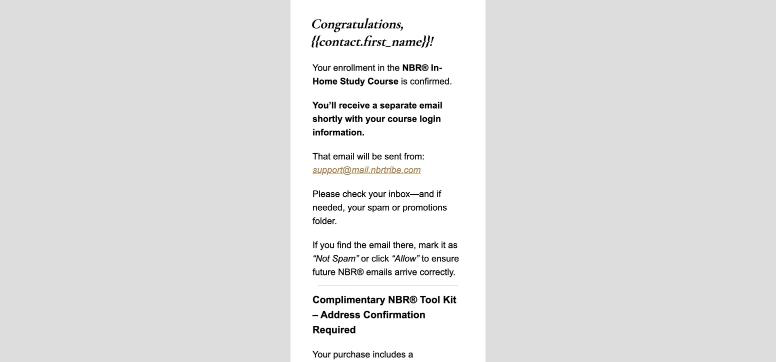 Congratulations,
{{contact.first_name}}!
Your enrollment in the NBR® In-
Home Study Course is confirmed.
You’ll receive a separate email
shortly with your course login
information.
That email will be sent from:
support@mail.nbrtribe.com
Please check your inbox—and if
needed, your spam or promotions
folder.
If you find the email there, mark it as
“Not Spam” or click “Allow” to ensure
future NBR® emails arrive correctly.
Complimentary NBR® Tool Kit
– Address Confirmation
Required
Your purchase includes a